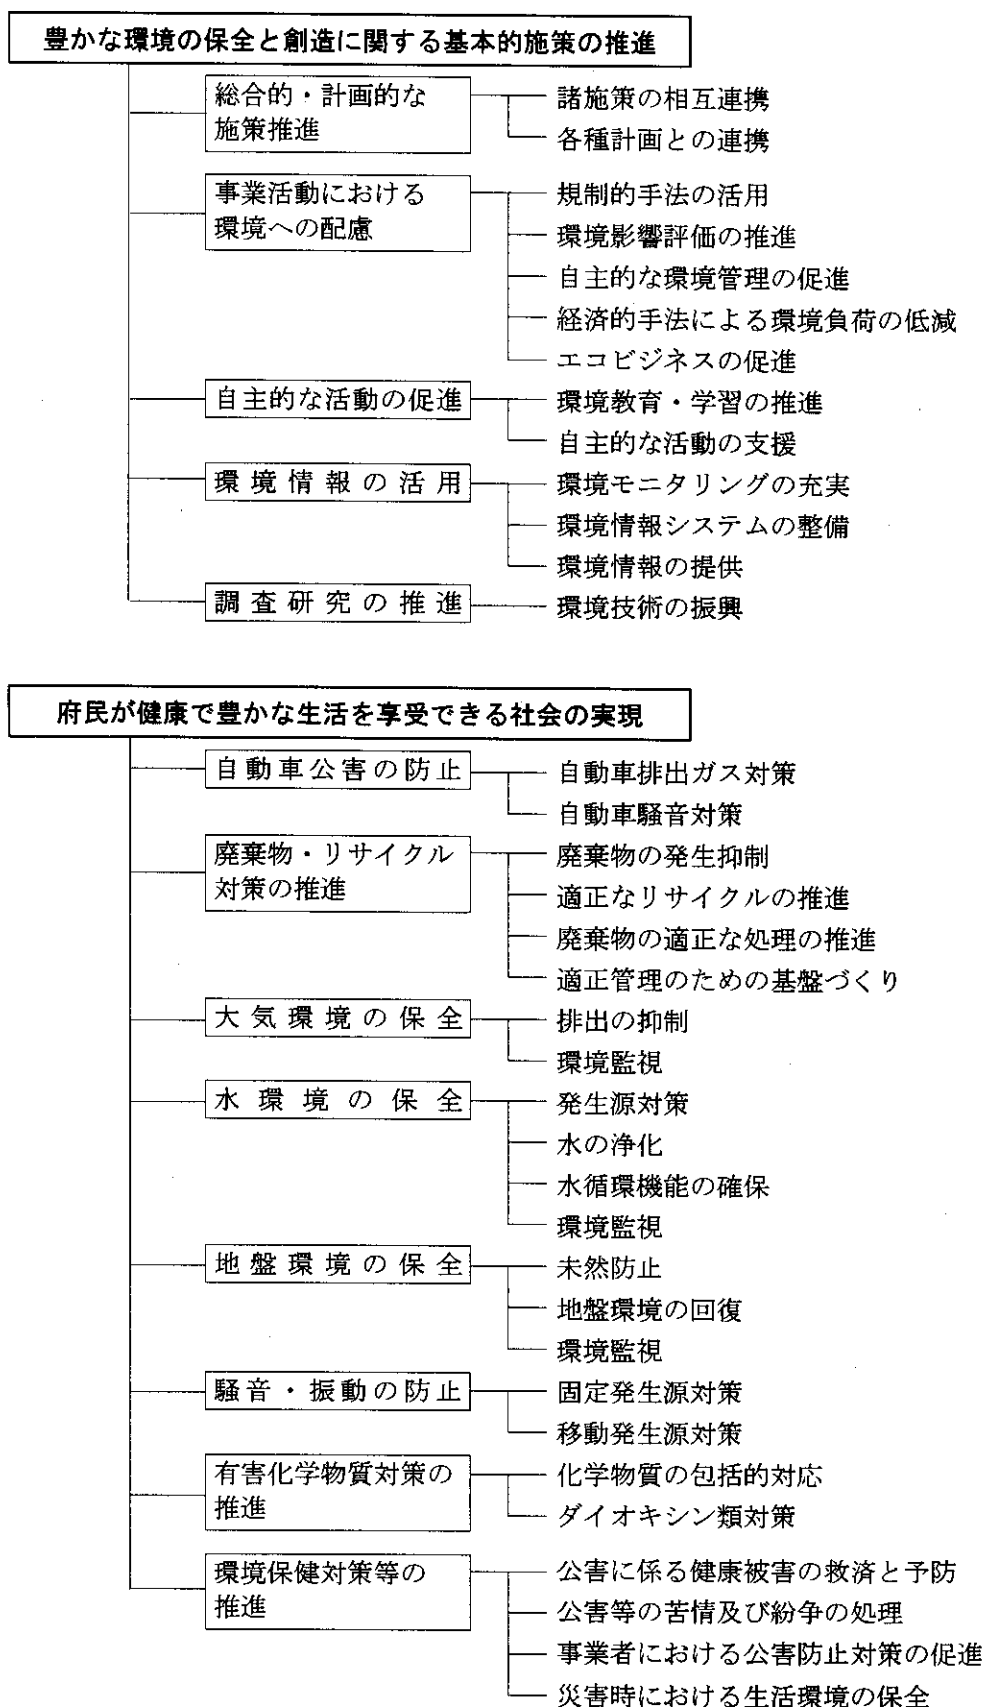 豊かな環境の保全と創造に関する基本的施策の推進
総合的・計画的な
施策推進
諸施策の相互連携
各種計画との連携
事業活動における
環境への配慮
規制的手法の活用
環境影響評価の推進
自主的な環境管理の促進
経済的手法による環境負荷の低減
エコビジネスの促進
自主的な活動の促進
環境教育・学習の推進
自主的な活動の支援
環境情報の活用
環境モニタリングの充実
環境情報システムの整備
環境情報の提供
調査研究の推進
環境技術の振興
府民が健康で豊かな生活を享受できる社会の実現
自動車公害の防止
自動車排出ガス対策
自動車騒音対策
廃棄物・リサイクル
対策の推進
廃棄物の発生抑制
適正なリサイクルの推進
廃棄物の適正な処理の推進
適正管理のための基盤づくり
大気環境の保全
排出の抑制
環境監視
水環境の保全
発生源対策
水の浄化
水循環機能の確保
環境監視
地盤環境の保全
未然防止
地盤環境の回復
環境監視
騒音・振動の防止
固定発生源対策
移動発生源対策
有害化学物質対策の
推進
化学物質の包括的対応
ダイオキシン類対策
環境保健対策等の
推進
公害に係る健康被害の救済と予防
公害等の苦情及び紛争の処理
事業者における公害防止対策の促進
災害時における生活環境の保全